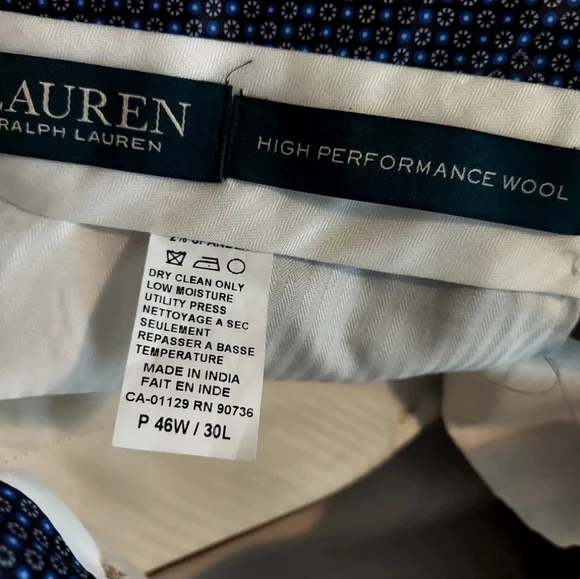 LAUREN
RALPH LAUREN
HIGH PERFORMANCE WOOL
DRY CLEAN ONLY
LOW MOISTURE
UTILITY PRESS
NETTOYAGE A SEC
SEULEMENT
REPASSER A BASSE
TEMPERATURE
MADE IN INDIA
FAIT EN INDE
CA-01129 RN 90736
P 46W / 30L